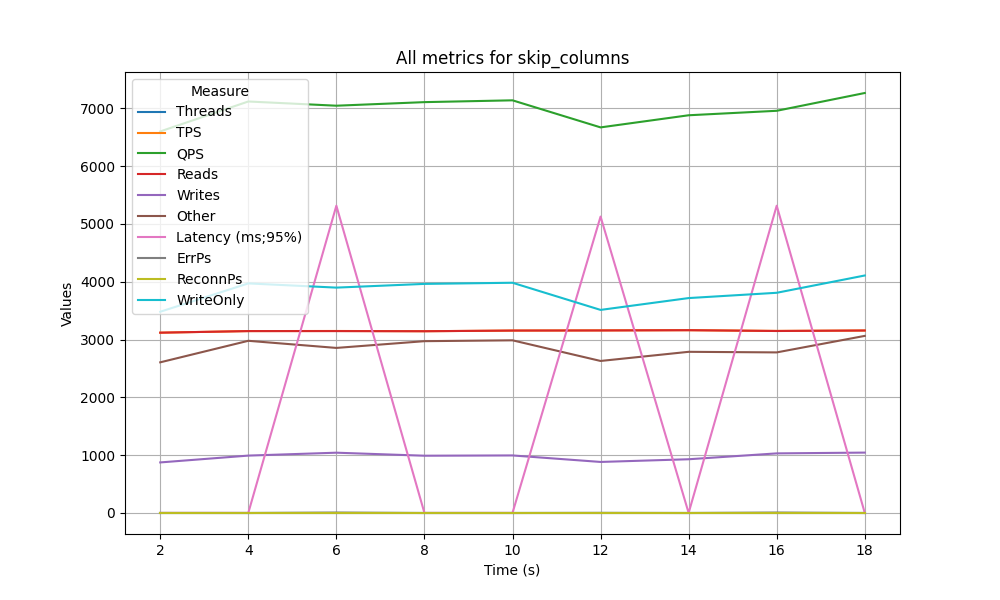 All metrics for skip_columns
Measure
Threads
TPS
QPS
Reads
Writes
Other
Latency (ms;95%)
ErrPs
ReconnPs
WriteOnly
Values
7000
6000
5000
4000
3000
2000
1000
0
2 4 6 8 10 12 14 16 18
Time (s)